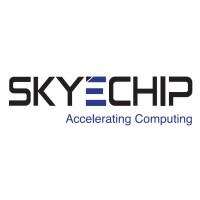 SKYECHIP
Accelerating Computing